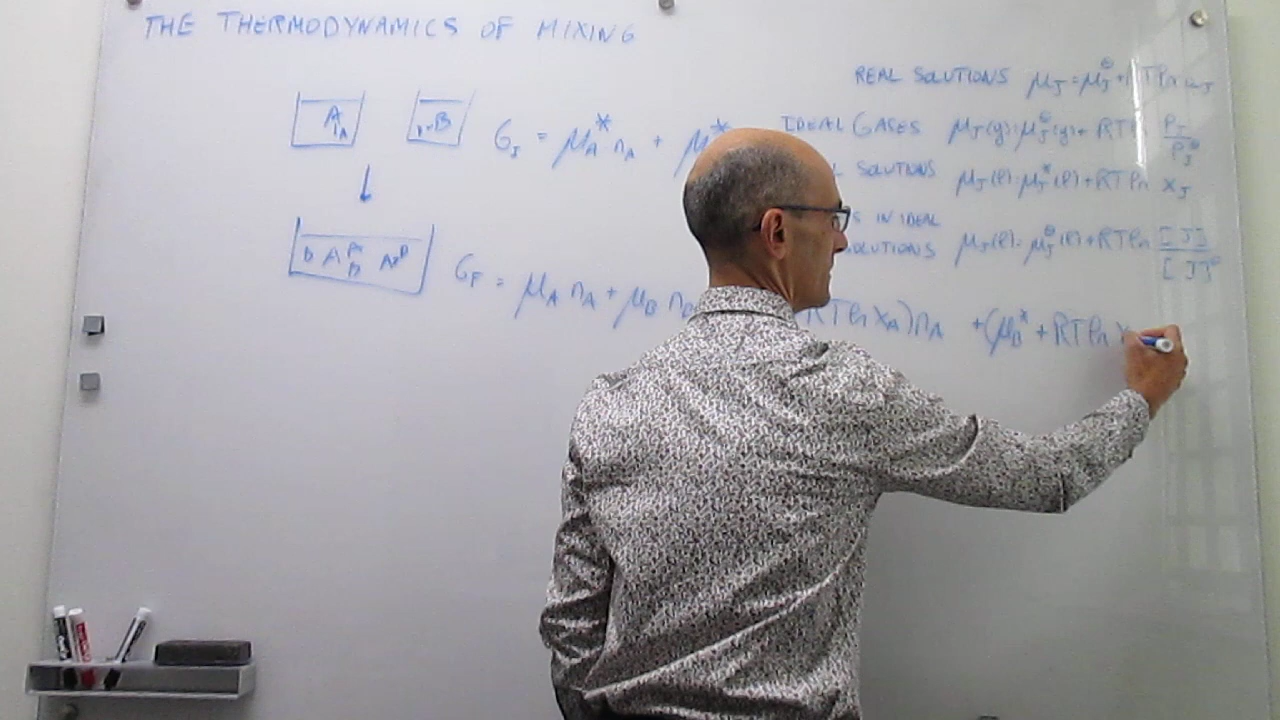 THE THERMODYNAMICS OF MIXING
REAL SOLUTIONS μJ = μJ⊖ + RT ln aJ
A
nA
B
GI = μA* nA + μ*
IDEAL GASES μJ(g) = μJ⊖(g) + RT ln PJ / PJ⊖
SOLUTIONS μJ(l) = μJ*(l) + RT ln xJ
S IN IDEAL
SOLUTIONS μJ(l) = μJ⊖(l) + RT ln [J] / [J]⊖
GF = μA nA + μB nB RT ln xA) nA + (μB* + RT ln x